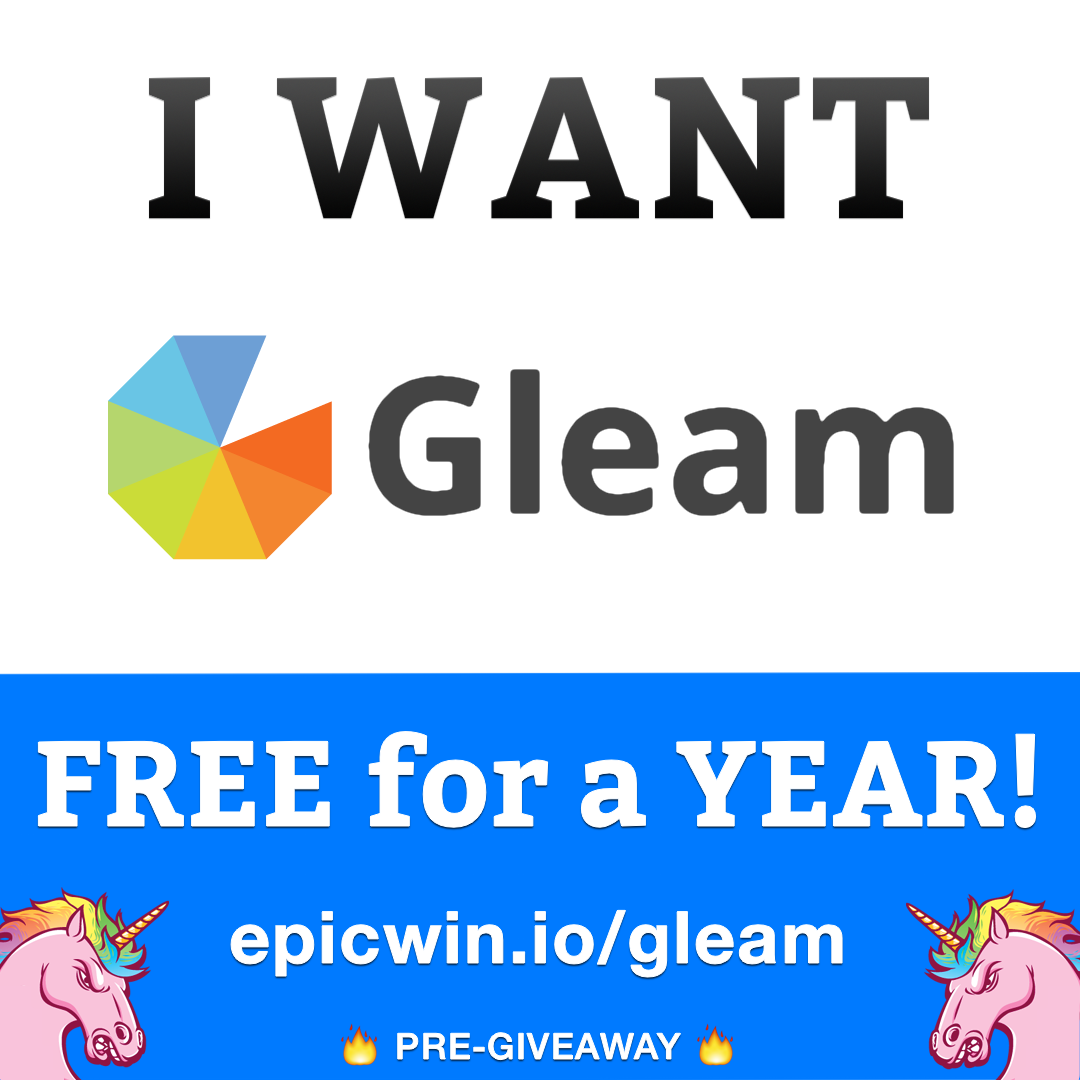 I WANT
Gleam
FREE for a YEAR!
epicwin.io/gleam
🔥 PRE-GIVEAWAY 🔥